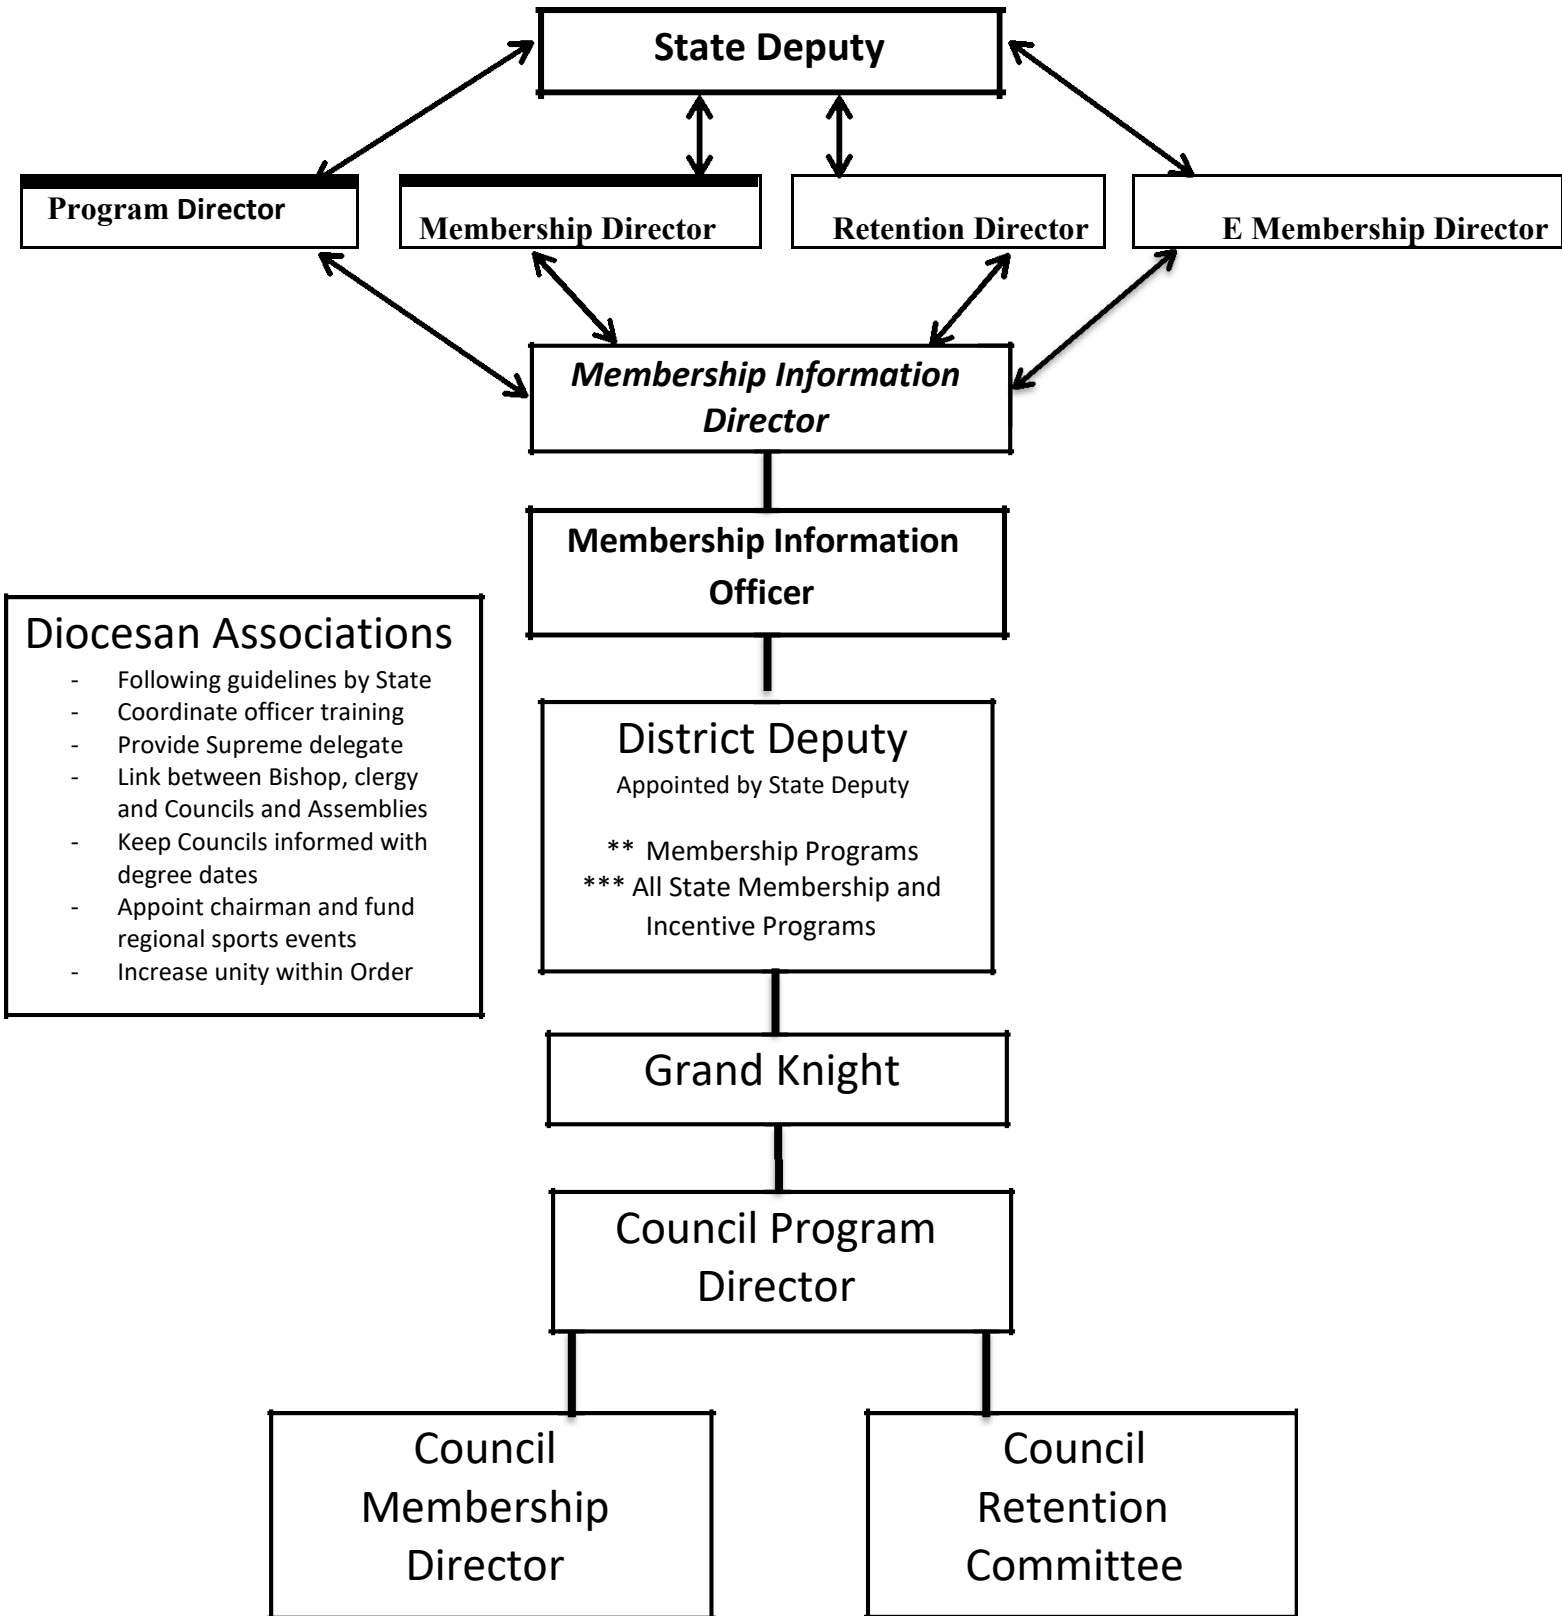 State Deputy
Program Director
Membership Director
Retention Director
E Membership Director
Membership Information
Director
Membership Information
Officer
Diocesan Associations
- Following guidelines by State
- Coordinate officer training
- Provide Supreme delegate
- Link between Bishop, clergy
and Councils and Assemblies
- Keep Councils informed with
degree dates
- Appoint chairman and fund
regional sports events
- Increase unity within Order
District Deputy
Appointed by State Deputy
** Membership Programs
*** All State Membership and
Incentive Programs
Grand Knight
Council Program
Director
Council
Membership
Director
Council
Retention
Committee